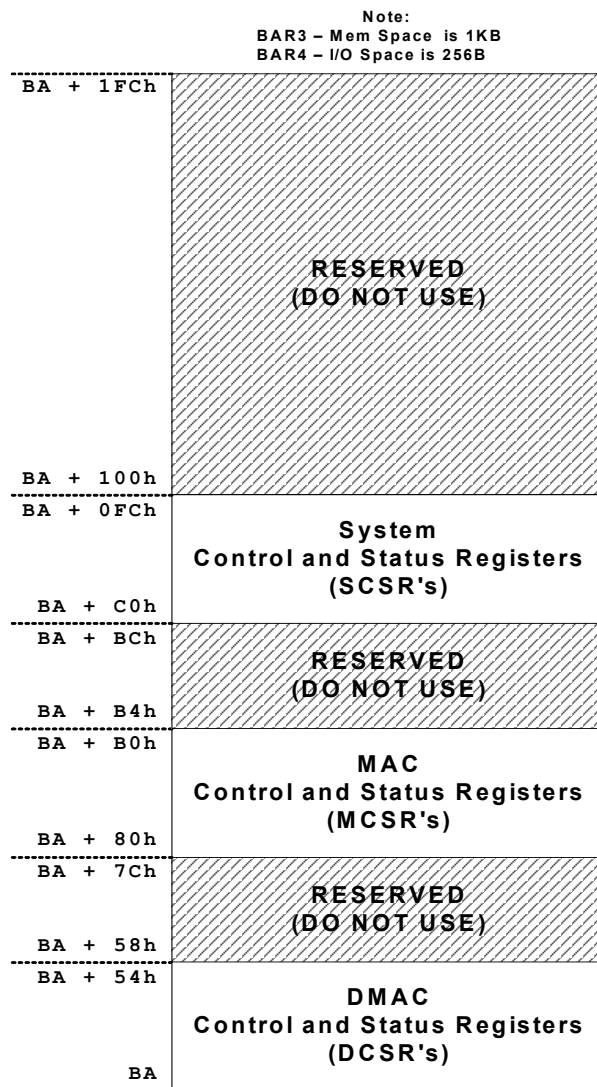 Note:
BAR3 – Mem Space is 1KB
BAR4 – I/O Space is 256B
BA + 1FCh
RESERVED
(DO NOT USE)
BA + 100h
BA + 0FCh
System
Control and Status Registers
(SCSR's)
BA + C0h
BA + BCh
RESERVED
(DO NOT USE)
BA + B4h
BA + B0h
MAC
Control and Status Registers
(MCSR's)
BA + 80h
BA + 7Ch
RESERVED
(DO NOT USE)
BA + 58h
BA + 54h
DMAC
Control and Status Registers
(DCSR's)
BA